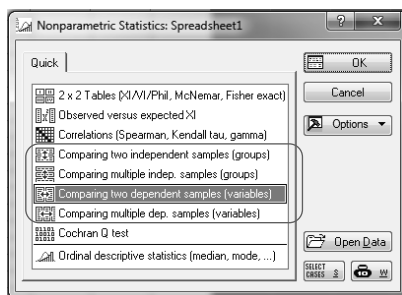 Nonparametric Statistics: Spreadsheet1
? X
Quick
OK
2 x 2 Tables (XI/VI/Phi, McNemar, Fisher exact)
Cancel
Observed versus expected XI
Correlations (Spearman, Kendall tau, gamma)
Options
Comparing two independent samples (groups)
Comparing multiple indep. samples (groups)
Comparing two dependent samples (variables)
Comparing multiple dep. samples (variables)
Cochran Q test
Open Data
Ordinal descriptive statistics (median, mode, ...)
SELECT CASES S W